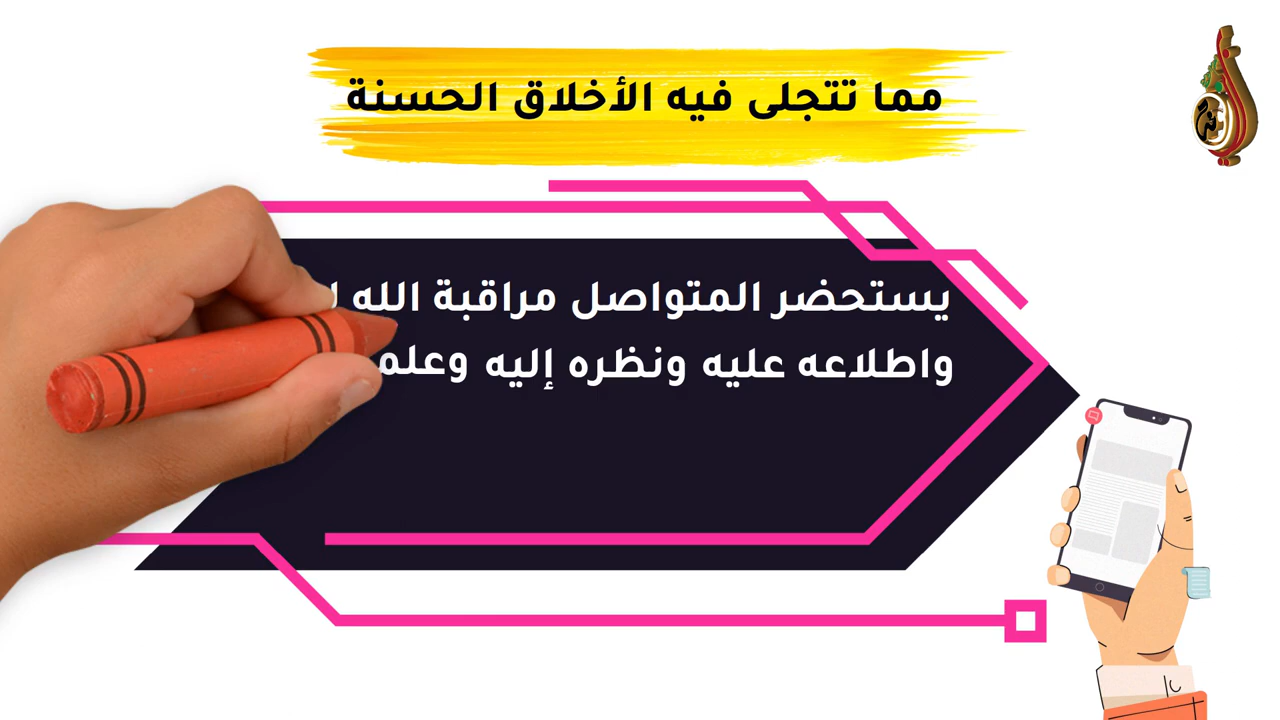 مما تتجلى فيه الأخلاق الحسنة
يستحضر المتواصل مراقبة الله
واطلاعه عليه ونظره إليه